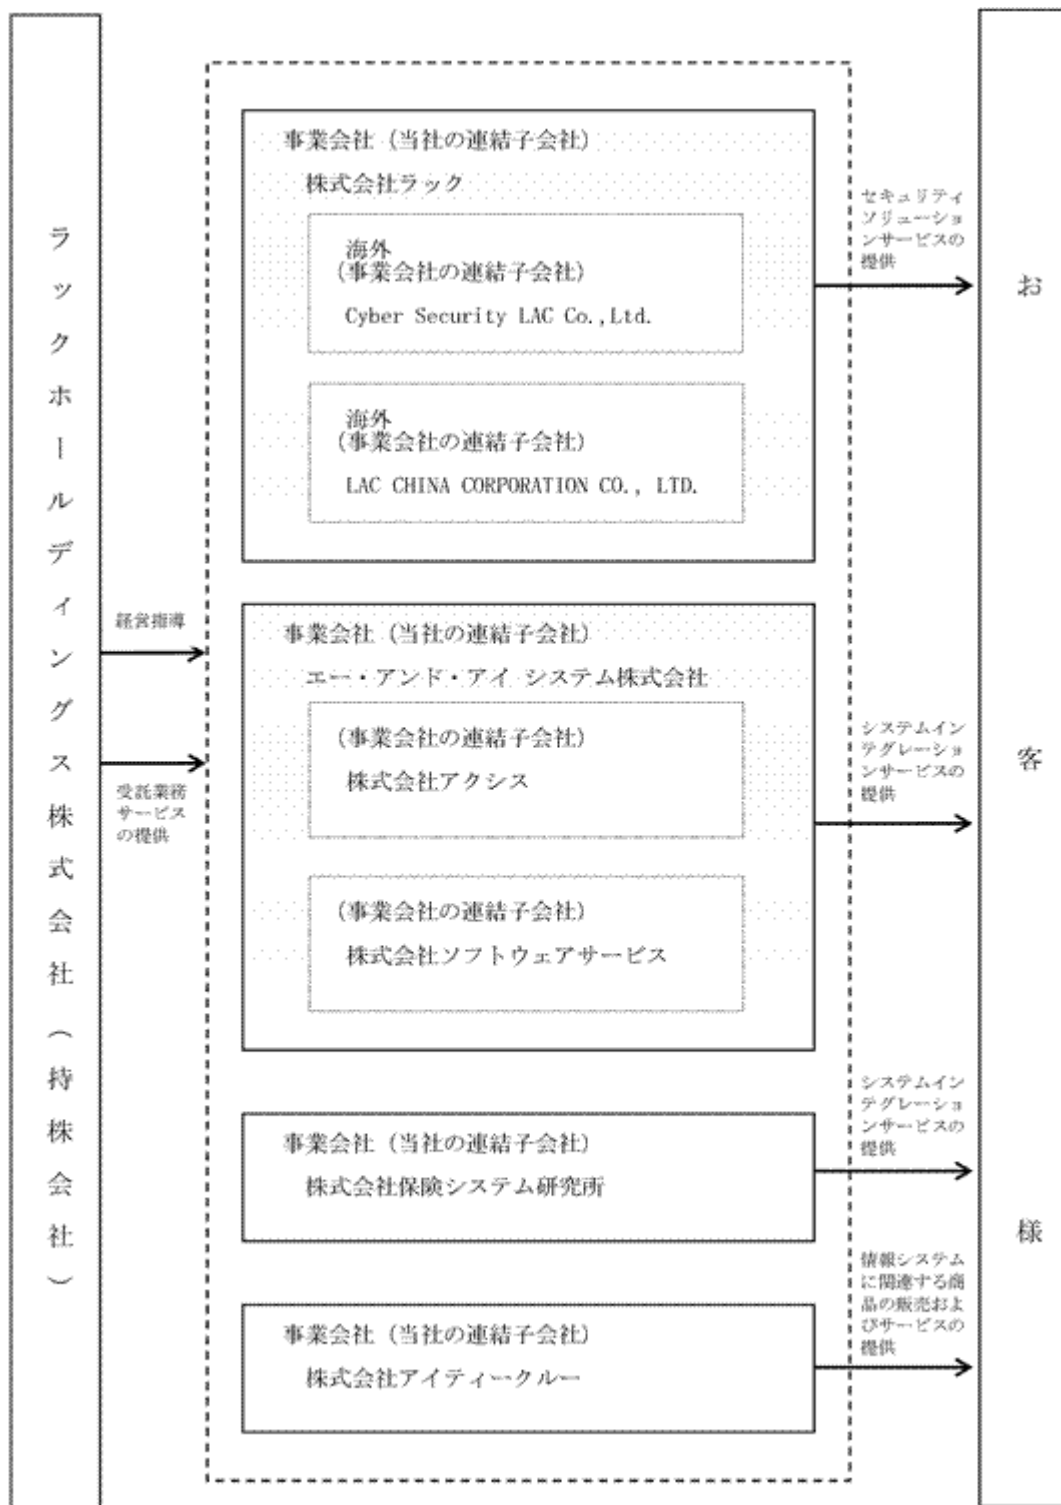 ラックホールディングス株式会社（持株会社）
経営指導
受託業務
サービス
の提供
事業会社（当社の連結子会社）
株式会社ラック
海外
（事業会社の連結子会社）
Cyber Security LAC Co.,Ltd.
海外
（事業会社の連結子会社）
LAC CHINA CORPORATION CO., LTD.
セキュリティ
ソリューショ
ンサービスの
提供
事業会社（当社の連結子会社）
エー・アンド・アイ システム株式会社
（事業会社の連結子会社）
株式会社アクシス
（事業会社の連結子会社）
株式会社ソフトウェアサービス
システムイン
テグレーショ
ンサービスの
提供
事業会社（当社の連結子会社）
株式会社保険システム研究所
システムイン
テグレーショ
ンサービスの
提供
事業会社（当社の連結子会社）
株式会社アイティークルー
情報システム
に関連する商
品の販売およ
びサービスの
提供
お客様